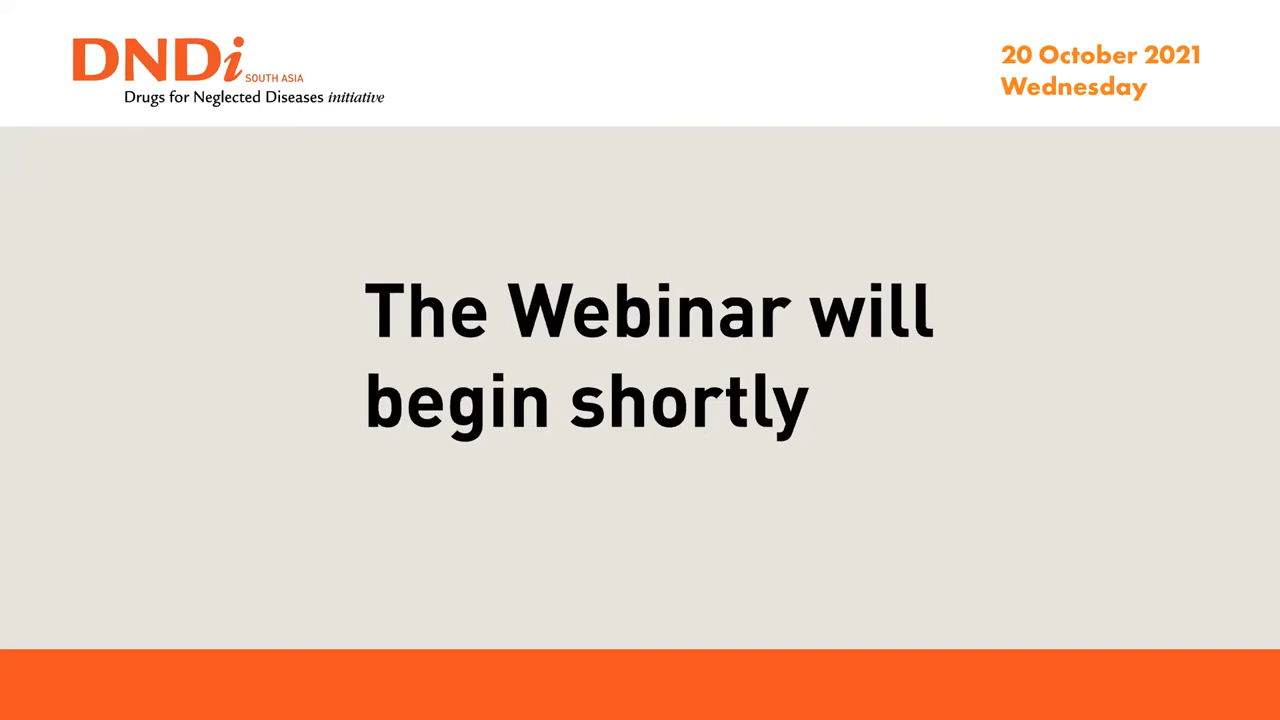 DNDi
SOUTH ASIA
Drugs for Neglected Diseases initiative
20 October 2021
Wednesday
The Webinar will
begin shortly